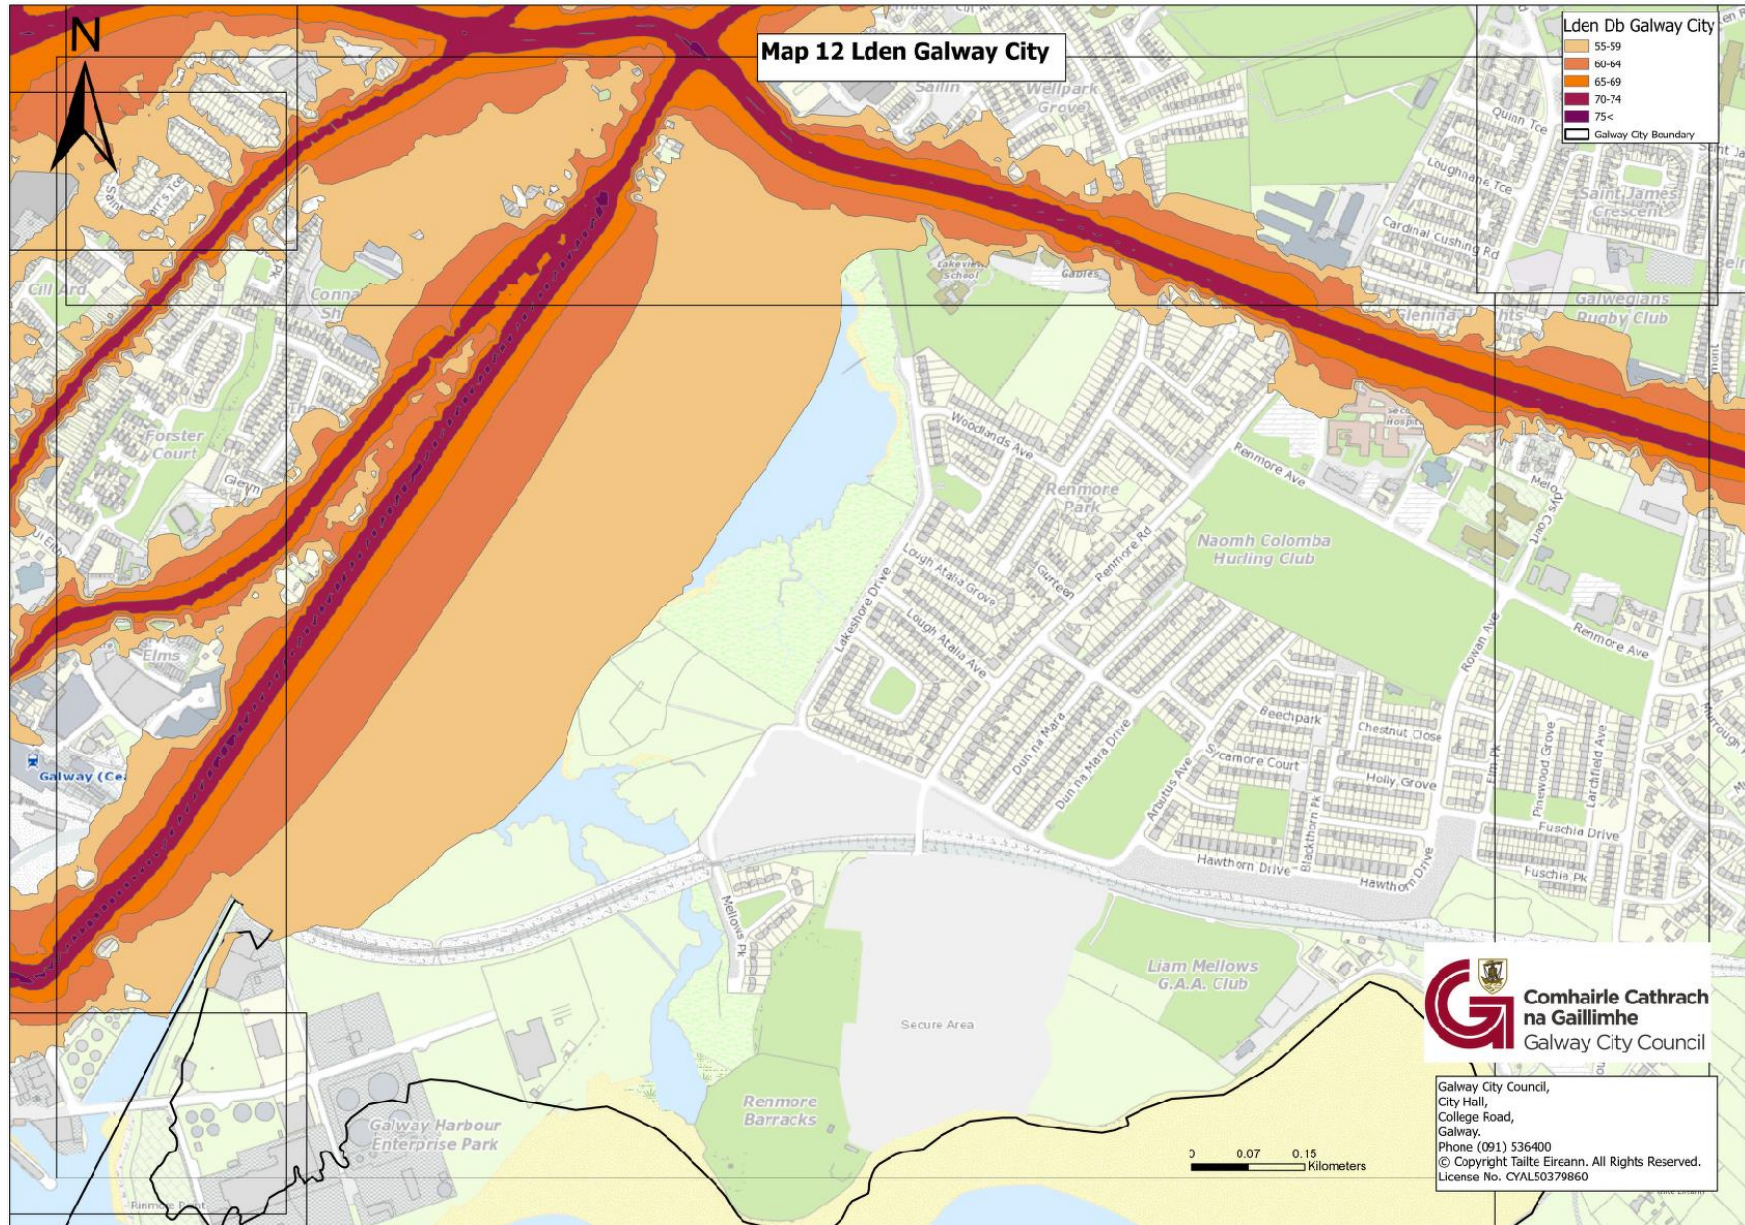 N
Map 12 Lden Galway City
Lden Db Galway City
55-59
60-64
65-69
70-74
75<
Galway City Boundary
Sailin
Wellpark
Grove
Quinn Tce
Loughnane Tce
Saint James
Crescent
Cardinal Cushing Rd
Cill Ard
Lakeview
School
Gables
Galwegians
Rugby Club
Forster
Court
Woodlands Ave
Renmore
Park
Renmore Ave
Melodys Court
Naomh Colomba
Hurling Club
Renmore Rd
Gurteen
Lough Atalia Grove
Lakeshore Drive
Lough Atalia Ave
Rowan Ave
Renmore Ave
Elms
Dun na Mara
Dun na Mara Drive
Beechpark
Chestnut Close
Sycamore Court
Holly Grove
Elm Pk
Pinewood Grove
Larchfield Ave
Arbutus Ave
Blackthorn Pk
Fuschia Drive
Fuschia Pk
Hawthorn Drive
Hawthorn Drive
Galway (Ce
Mellows Pk
Liam Mellows
G.A.A. Club
Secure Area
Renmore
Barracks
Galway Harbour
Enterprise Park
Rinmore Point
0 0.07 0.15
Kilometers
Comhairle Cathrach
na Gaillimhe
Galway City Council
Galway City Council,
City Hall,
College Road,
Galway.
Phone (091) 536400
© Copyright Tailte Eireann. All Rights Reserved.
License No. CYAL50379860